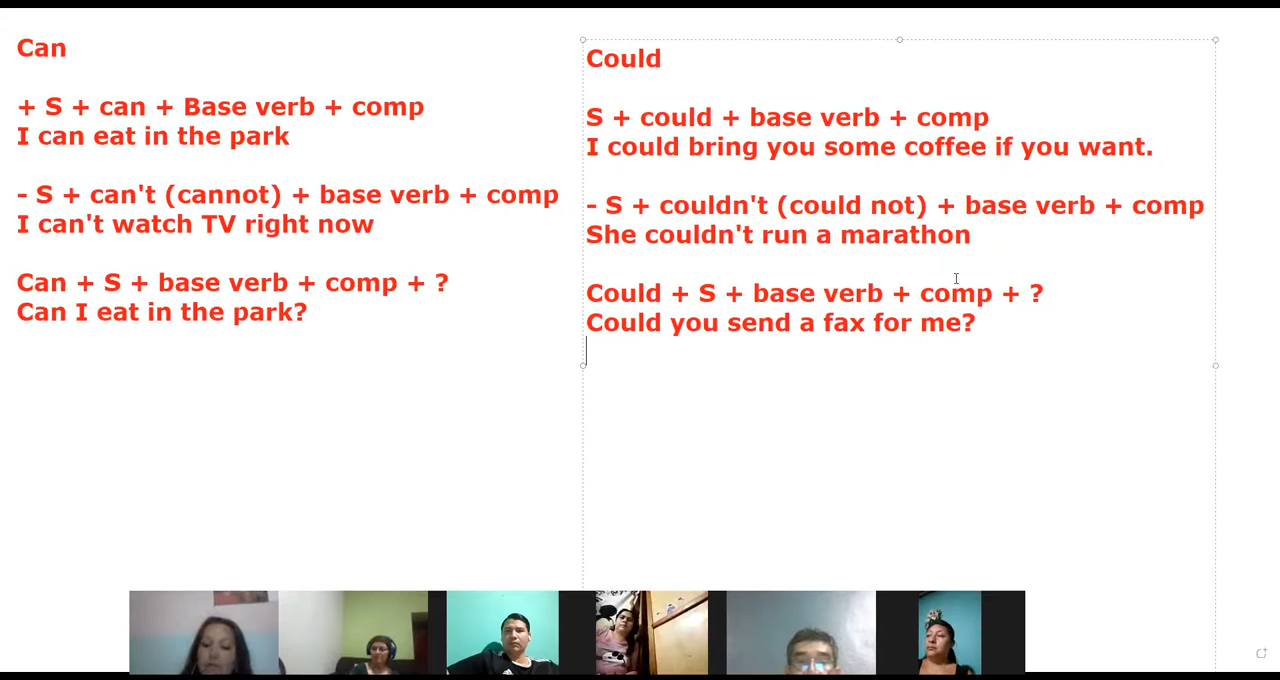 Can
+ S + can + Base verb + comp
I can eat in the park
- S + can't (cannot) + base verb + comp
I can't watch TV right now
Can + S + base verb + comp + ?
Can I eat in the park?
Could
S + could + base verb + comp
I could bring you some coffee if you want.
- S + couldn't (could not) + base verb + comp
She couldn't run a marathon
Could + S + base verb + comp + ?
Could you send a fax for me?